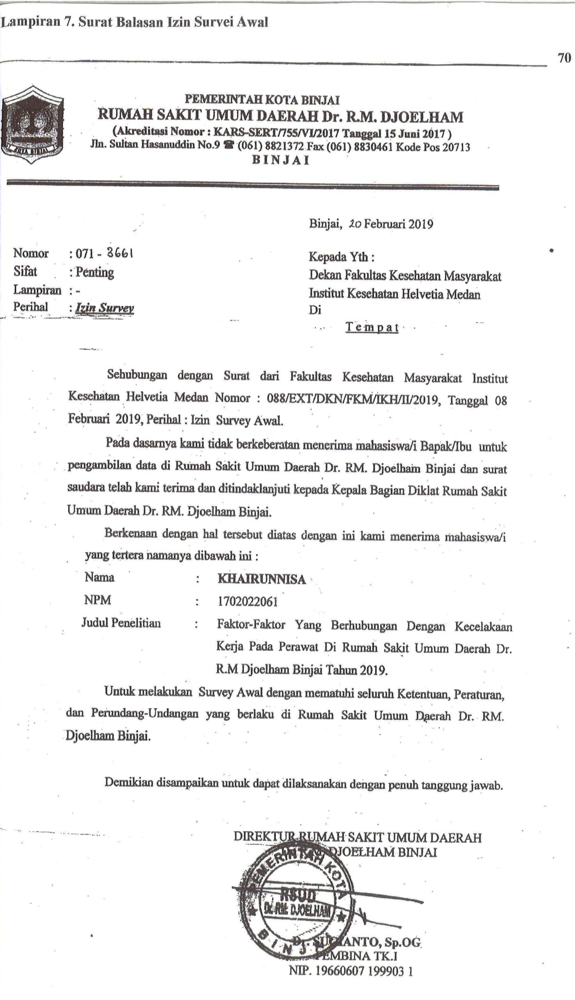 Lampiran 7. Surat Balasan Izin Survei Awal
70
PEMERINTAH KOTA BINJAI
RUMAH SAKIT UMUM DAERAH Dr. R.M. DJOELHAM
(Akreditasi Nomor : KARS-SERT/755/VI/2017 Tanggal 15 Juni 2017 )
Jln. Sultan Hasanuddin No.9 ☎ (061) 8821372 Fax (061) 8830461 Kode Pos 20713
B I N J A I
KOTA BINJAI
Binjai, 20 Februari 2019
Nomor : 071 - 3661
Sifat : Penting
Lampiran : -
Perihal : Izin Survey
Kepada Yth :
Dekan Fakultas Kesehatan Masyarakat
Institut Kesehatan Helvetia Medan
Di
T e m p a t
Sehubungan dengan Surat dari Fakultas Kesehatan Masyarakat Institut
Kesehatan Helvetia Medan Nomor : 088/EXT/DKN/FKM/IKH/II/2019, Tanggal 08
Februari 2019, Perihal : Izin Survey Awal.
Pada dasarnya kami tidak berkeberatan menerima mahasiswa/i Bapak/Ibu untuk
pengambilan data di Rumah Sakit Umum Daerah Dr. RM. Djoelham Binjai dan surat
saudara telah kami terima dan ditindaklanjuti kepada Kepala Bagian Diklat Rumah Sakit
Umum Daerah Dr. RM. Djoelham Binjai.
Berkenaan dengan hal tersebut diatas dengan ini kami menerima mahasiswa/i
yang tertera namanya dibawah ini :
Nama : KHAIRUNNISA
NPM : 1702022061
Judul Penelitian : Faktor-Faktor Yang Berhubungan Dengan Kecelakaan
Kerja Pada Perawat Di Rumah Sakit Umum Daerah Dr.
R.M Djoelham Binjai Tahun 2019.
Untuk melakukan Survey Awal dengan mematuhi seluruh Ketentuan, Peraturan,
dan Perundang-Undangan yang berlaku di Rumah Sakit Umum Daerah Dr. RM.
Djoelham Binjai.
Demikian disampaikan untuk dapat dilaksanakan dengan penuh tanggung jawab.
DIREKTUR RUMAH SAKIT UMUM DAERAH
DJOELHAM BINJAI
PEMERINTAH KOTA
RSUD
Dr. RM. DJOELHAM
BINJAI
Dr. SUGIANTO, Sp.OG
PEMBINA TK.I
NIP. 19660607 199903 1